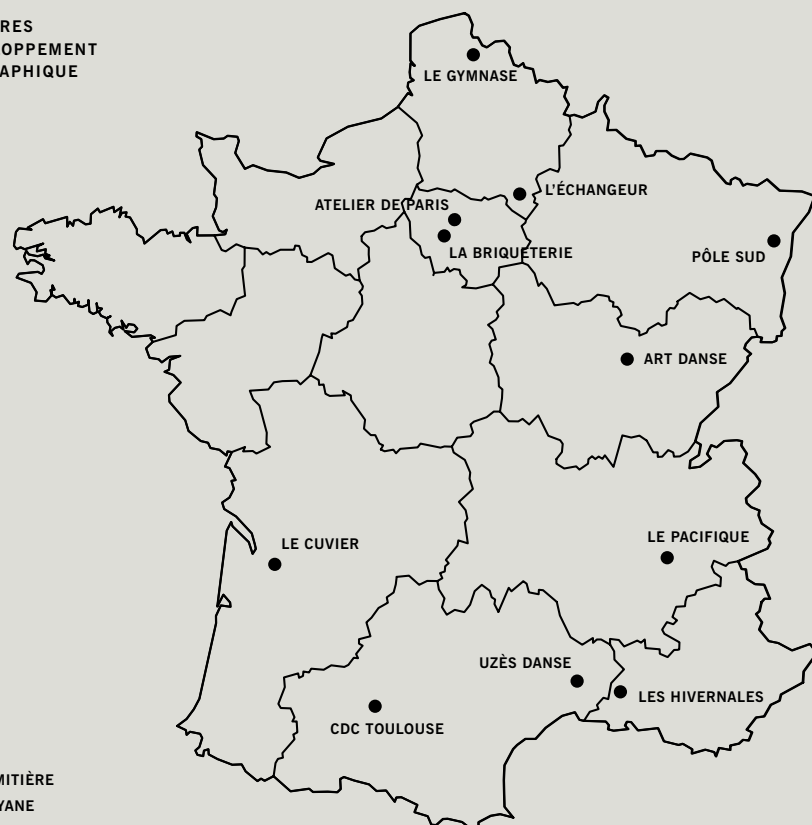 RES
OPPEMENT
APHIQUE
LE GYMNASE
L'ÉCHANGEUR
ATELIER DE PARIS
LA BRIQUETERIE
PÔLE SUD
ART DANSE
LE CUVIER
LE PACIFIQUE
UZÈS DANSE
LES HIVERNALES
CDC TOULOUSE
MITIÈRE
YANE